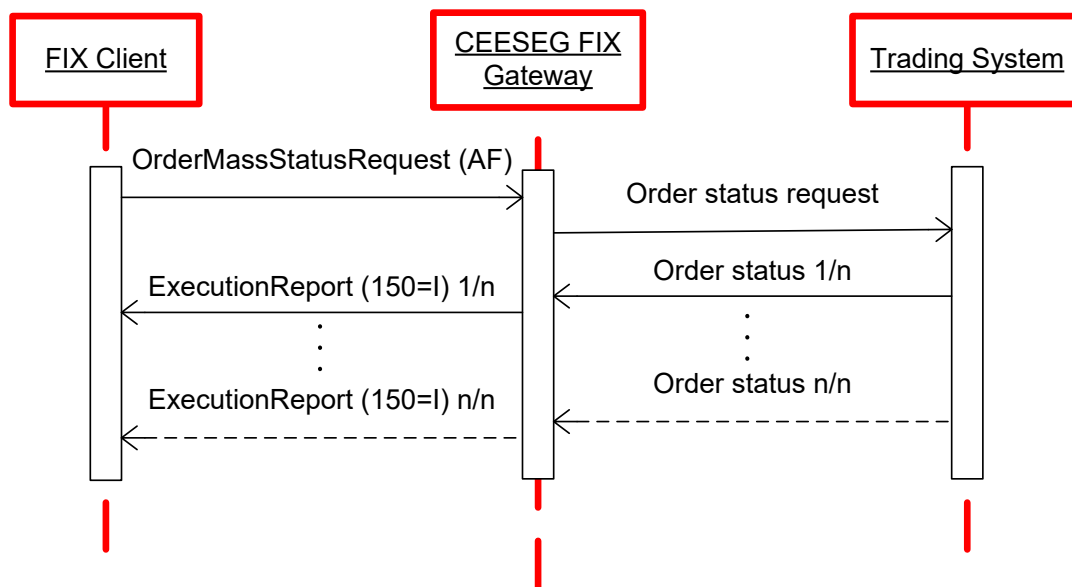 FIX Client
CEESEG FIX
Gateway
Trading System
OrderMassStatusRequest (AF)
Order status request
Order status 1/n
ExecutionReport (150=I) 1/n
Order status n/n
ExecutionReport (150=I) n/n